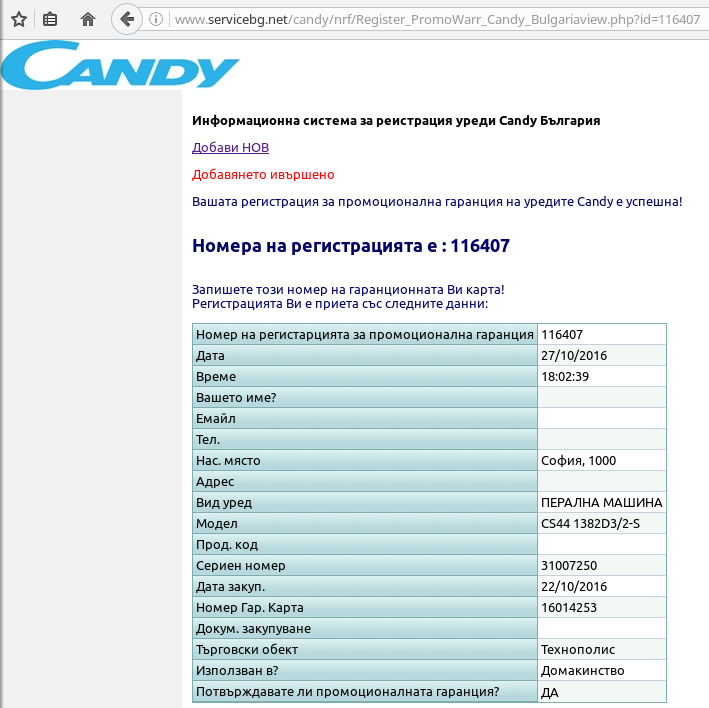 www.servicebg.net/candy/nrf/Register_PromoWarr_Candy_Bulgariaview.php?id=116407
CANDY
Информационна система за реистрация уреди Candy България
Добави НОВ
Добавянето ивършено
Вашата регистрация за промоционална гаранция на уредите Candy е успешна!
Номера на регистрацията е : 116407
Запишете този номер на гаранционната Ви карта!
Регистрацията Ви е приета със следните данни:
Номер на регистарцията за промоционална гаранция 116407
Дата 27/10/2016
Време 18:02:39
Вашето име?
Емайл
Тел.
Нас. място София, 1000
Адрес
Вид уред ПЕРАЛНА МАШИНА
Модел CS44 1382D3/2-S
Прод. код
Сериен номер 31007250
Дата закуп. 22/10/2016
Номер Гар. Карта 16014253
Докум. закупуване
Търговски обект Технополис
Използван в? Домакинство
Потвърждавате ли промоционалната гаранция? ДА